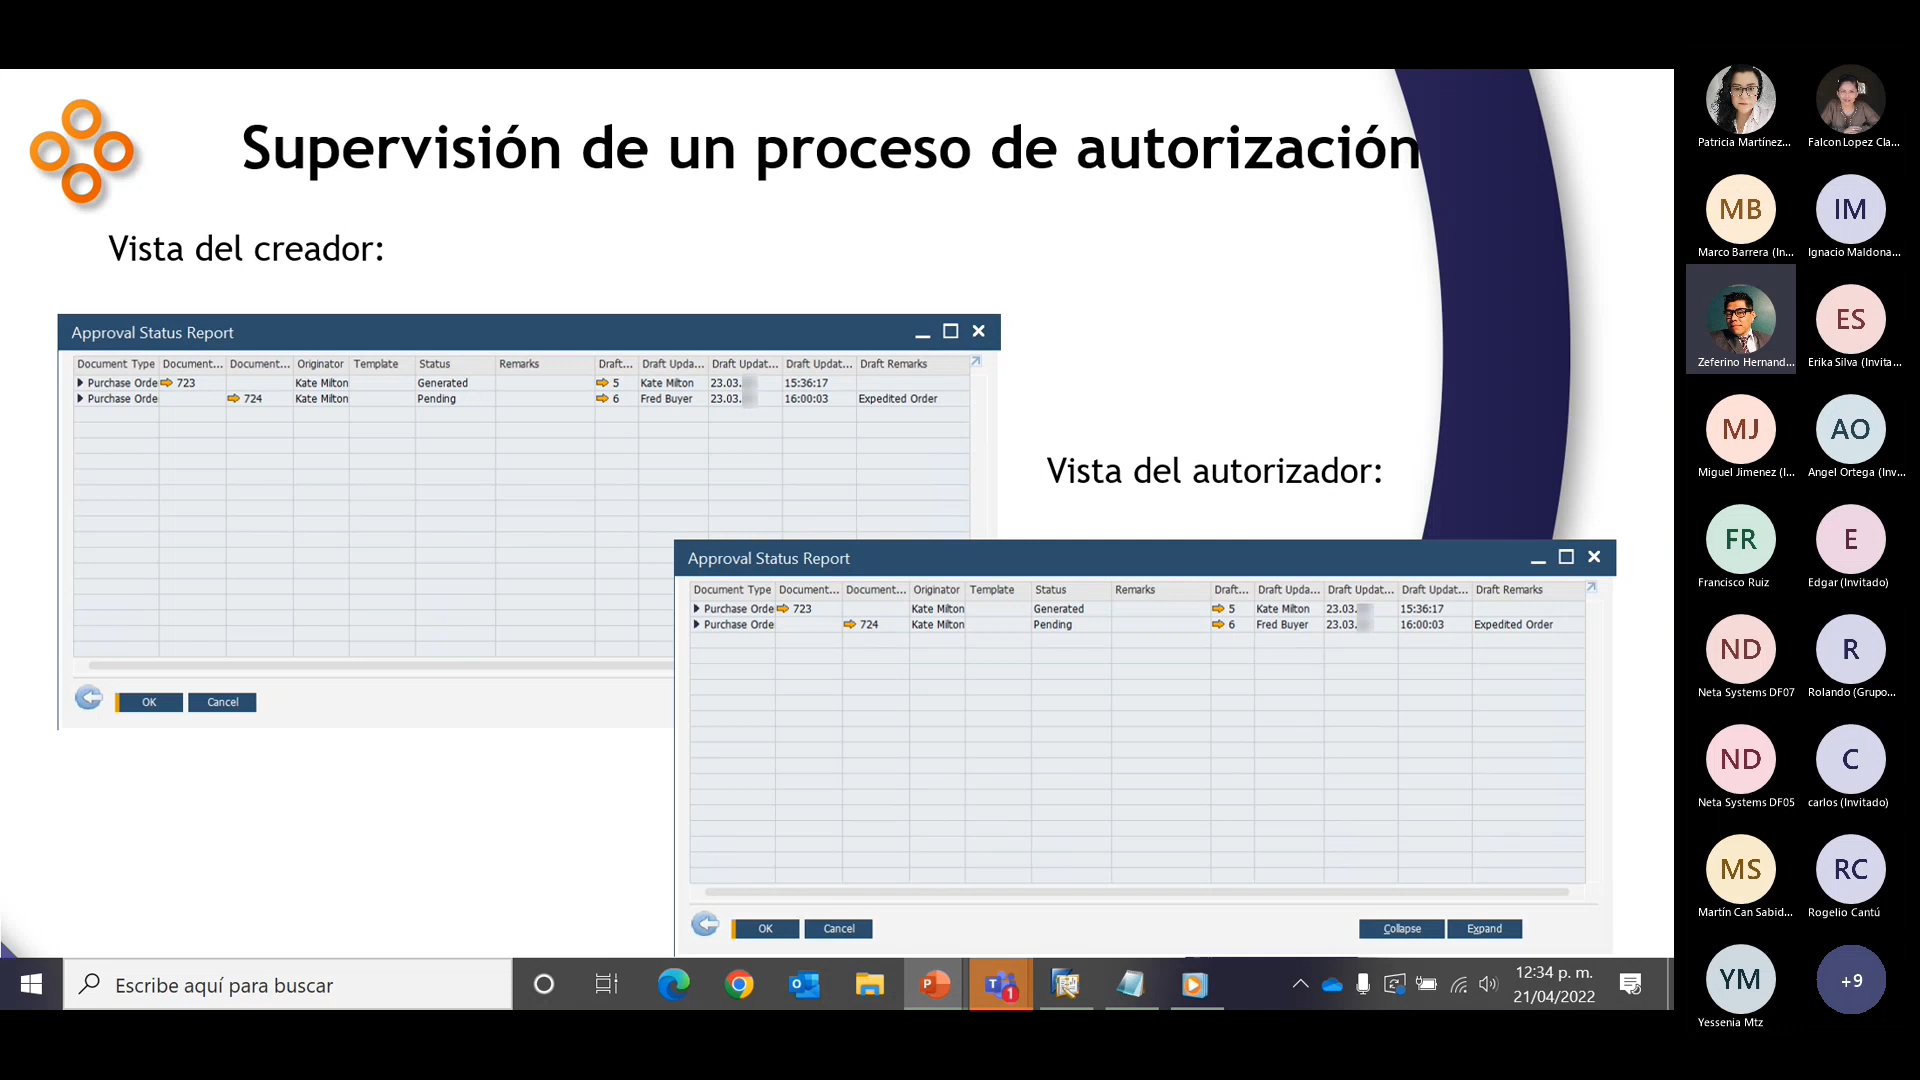 Supervisión de un proceso de autorización
Vista del creador:
Approval Status Report
Document Type Document... Document... Originator Template Status Remarks Draft... Draft Upda... Draft Updat... Draft Updat... Draft Remarks
Purchase Orde 723 Kate Milton Generated 5 Kate Milton 23.03. 15:36:17
Purchase Orde 724 Kate Milton Pending 6 Fred Buyer 23.03. 16:00:03 Expedited Order
OK Cancel
Vista del autorizador:
Approval Status Report
Document Type Document... Document... Originator Template Status Remarks Draft... Draft Upda... Draft Updat... Draft Updat... Draft Remarks
Purchase Orde 723 Kate Milton Generated 5 Kate Milton 23.03. 15:36:17
Purchase Orde 724 Kate Milton Pending 6 Fred Buyer 23.03. 16:00:03 Expedited Order
OK Cancel Collapse Expand
Escribe aquí para buscar
1
12:34 p. m.
21/04/2022
Patricia Martínez... Falcon Lopez Cla...
MB IM
Marco Barrera (In... Ignacio Maldona...
ES
Zeferino Hernand... Erika Silva (Invita...
MJ AO
Miguel Jimenez (I... Angel Ortega (Inv...
FR E
Francisco Ruiz Edgar (Invitado)
ND R
Neta Systems DF07 Rolando (Grupo...
ND C
Neta Systems DF05 carlos (Invitado)
MS RC
Martín Can Sabid... Rogelio Cantú
YM +9
Yessenia Mtz